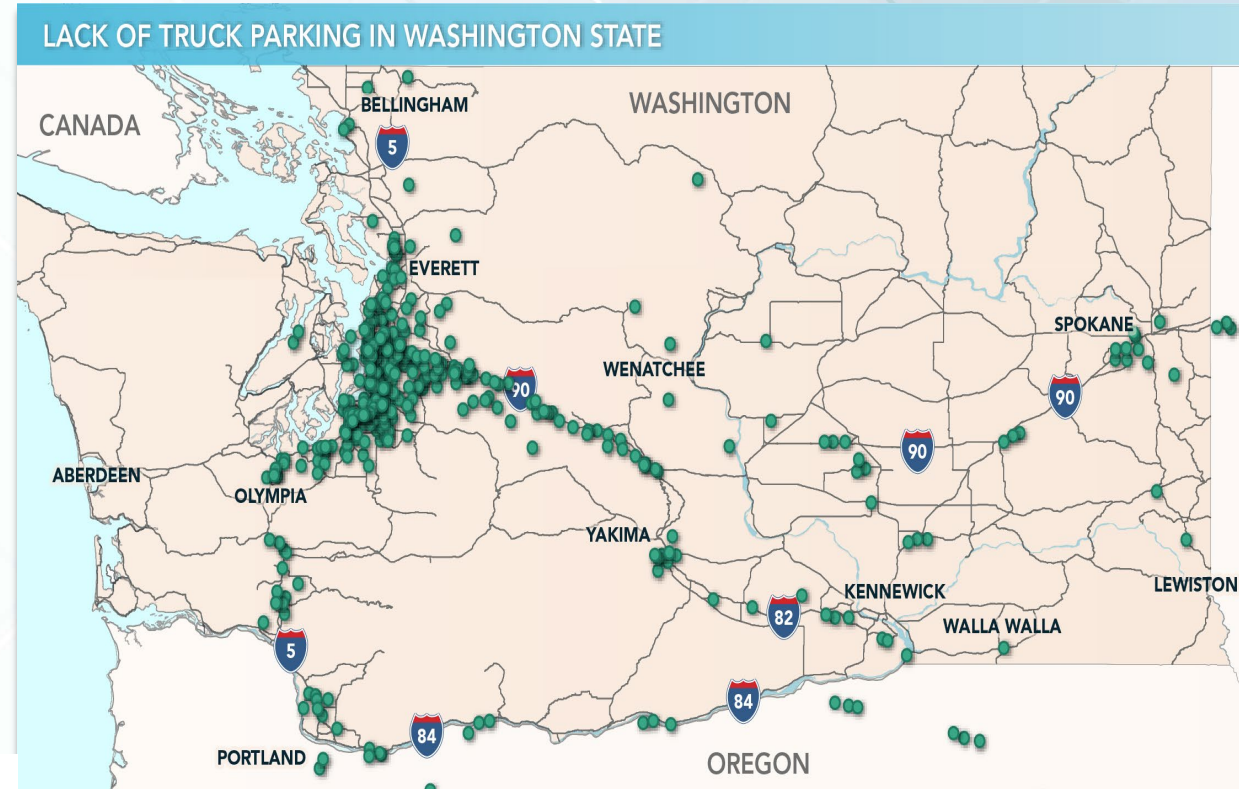 LACK OF TRUCK PARKING IN WASHINGTON STATE
CANADA
BELLINGHAM
WASHINGTON
5
EVERETT
SPOKANE
WENATCHEE
90
90
90
ABERDEEN
OLYMPIA
YAKIMA
KENNEWICK
LEWISTON
82
WALLA WALLA
5
84
84
PORTLAND
OREGON